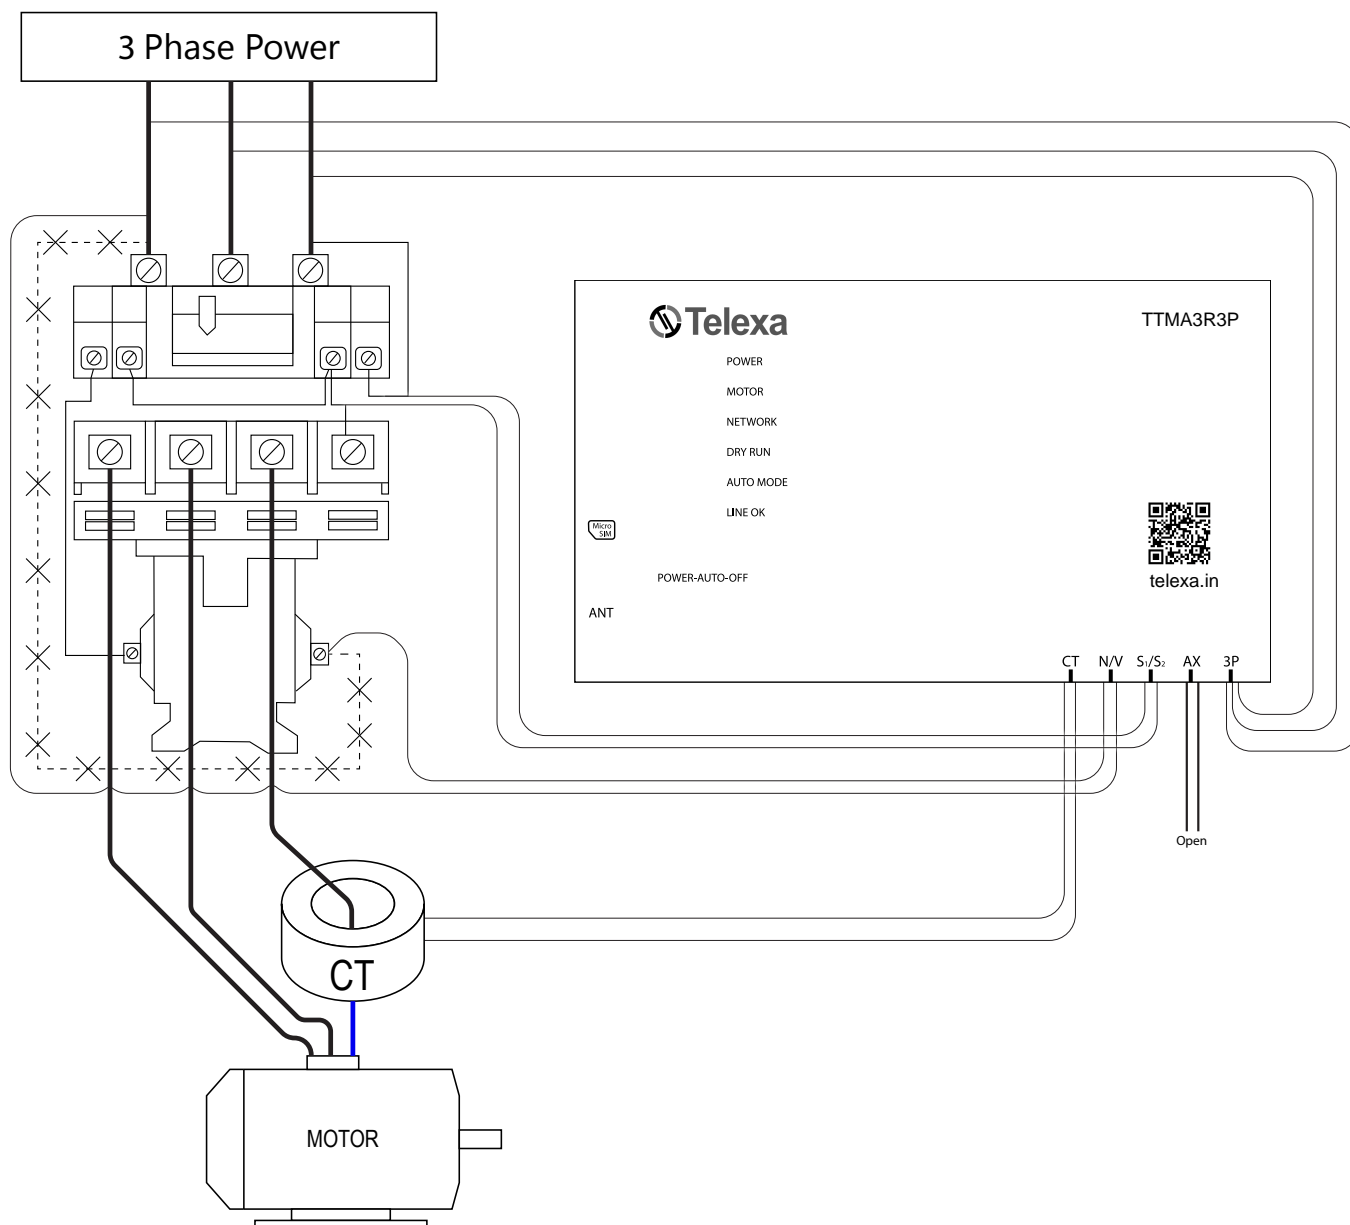 3 Phase Power
Telexa
TTMA3R3P
POWER
MOTOR
NETWORK
DRY RUN
AUTO MODE
LINE OK
Micro
SIM
telexa.in
POWER-AUTO-OFF
ANT
CT N/V S₁/S₂ AX 3P
Open
CT
MOTOR